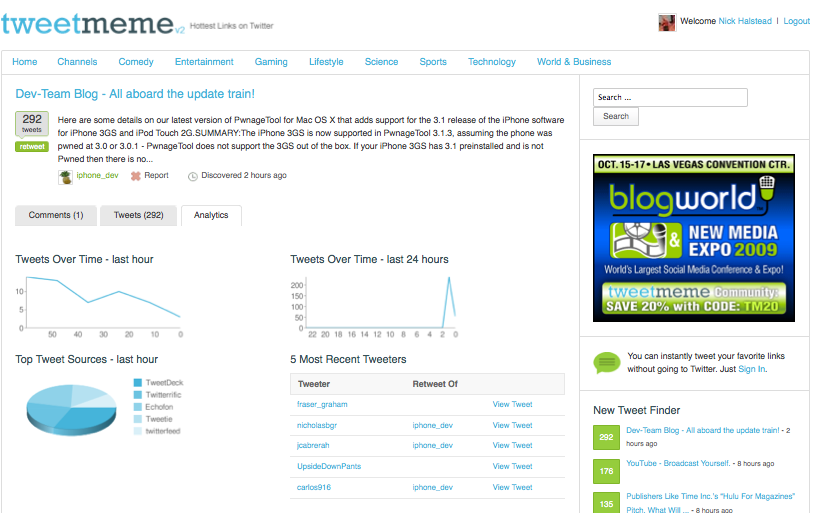 tweetmeme v2 Hottest Links on Twitter
Welcome Nick Halstead | Logout
Home Channels Comedy Entertainment Gaming Lifestyle Science Sports Technology World & Business
Dev-Team Blog - All aboard the update train!
292
tweets
retweet
Here are some details on our latest version of PwnageTool for Mac OS X that adds support for the 3.1 release of the iPhone software
for iPhone 3GS and iPod Touch 2G.SUMMARY:The iPhone 3GS is now supported in PwnageTool 3.1.3, assuming the phone was
pwned at 3.0 or 3.0.1 - PwnageTool does not support the 3GS out of the box. If your iPhone 3GS has 3.1 preinstalled and is not
Pwned then there is no...
iphone_dev Report Discovered 2 hours ago
Comments (1) Tweets (292) Analytics
Tweets Over Time - last hour
10
5
0
50 40 30 20 10 0
Tweets Over Time - last 24 hours
200
150
100
50
0
22 20 18 16 14 12 10 8 6 4 2 0
Top Tweet Sources - last hour
TweetDeck
Twitterrific
Echofon
Tweetie
twitterfeed
5 Most Recent Tweeters
Tweeter Retweet Of
fraser_graham View Tweet
nicholasbgr iphone_dev View Tweet
jcabrerah iphone_dev View Tweet
UpsideDownPants View Tweet
carlos916 iphone_dev View Tweet
Search ...
Search
OCT. 15-17 • LAS VEGAS CONVENTION CTR.
blogworld
& NEW MEDIA
EXPO 2009
World's Largest Social Media Conference & Expo!
tweetmeme Community:
SAVE 20% with CODE: TM20
You can instantly tweet your favorite links
without going to Twitter. Just Sign In.
New Tweet Finder
292 Dev-Team Blog - All aboard the update train! - 2
hours ago
176 YouTube - Broadcast Yourself. - 8 hours ago
135 Publishers Like Time Inc.'s "Hulu For Magazines"
Pitch. What Will ... - 8 hours ago